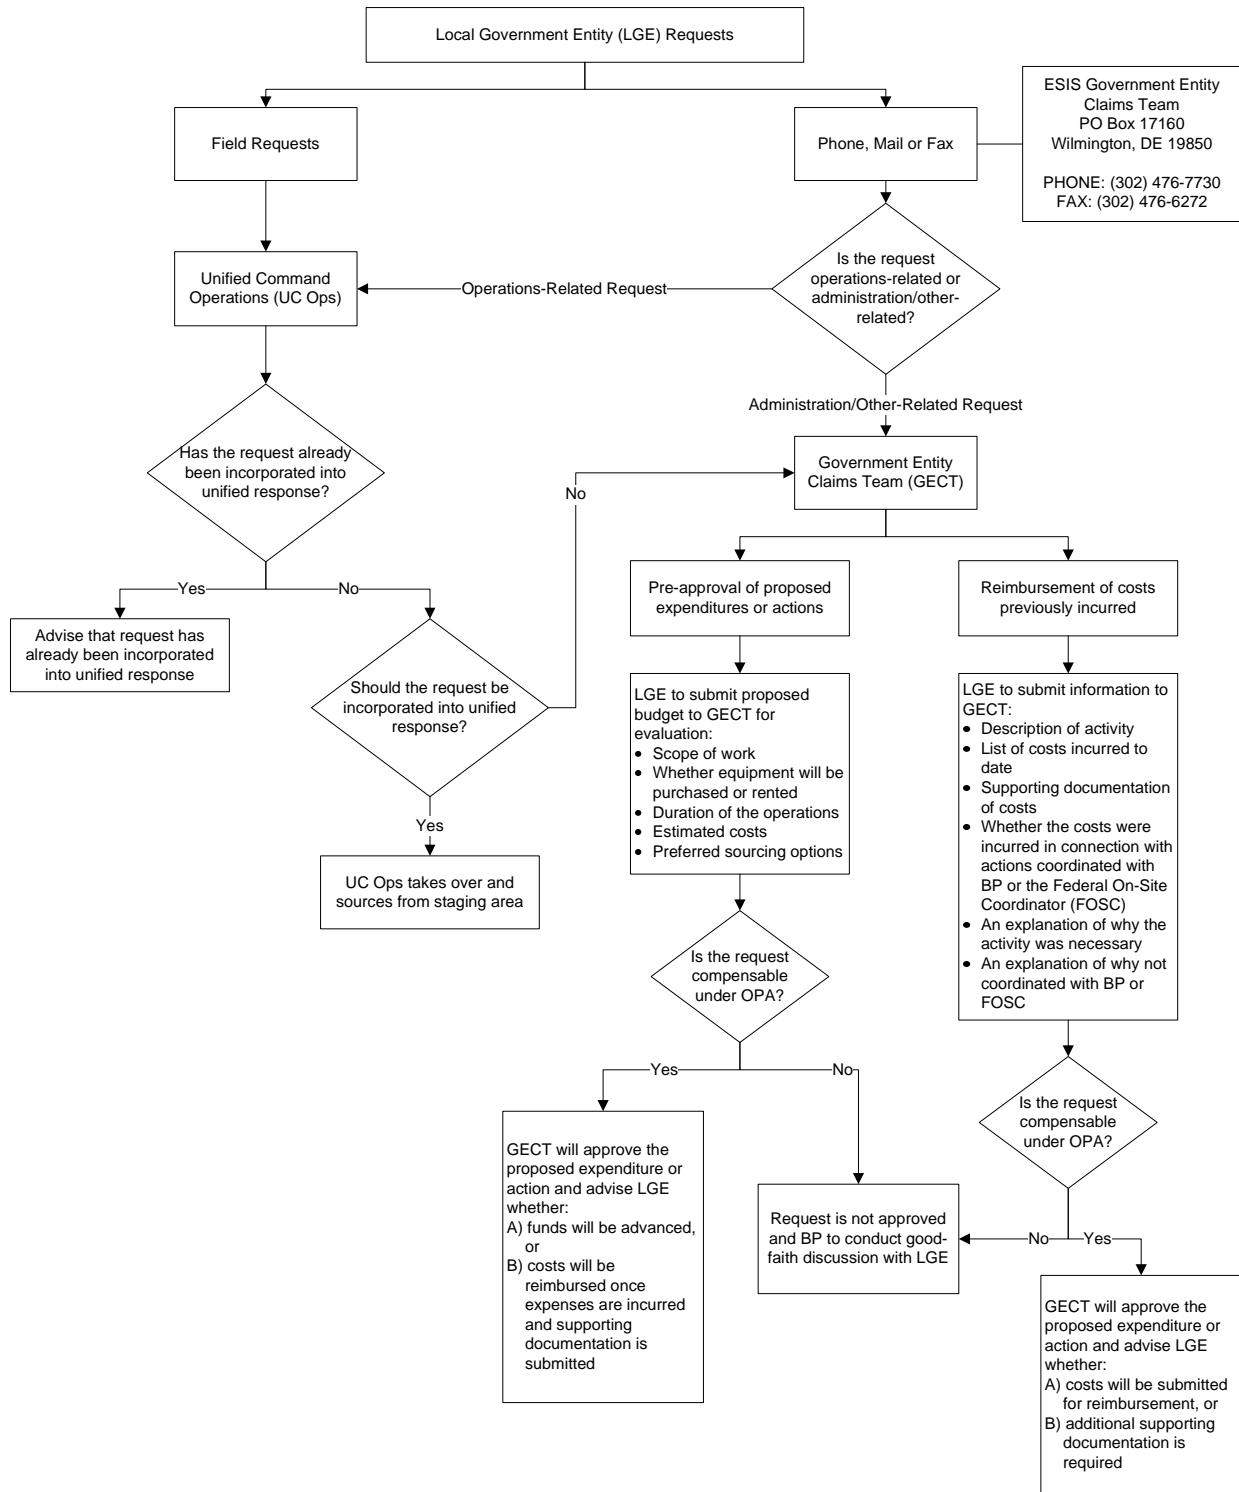 Local Government Entity (LGE) Requests
ESIS Government Entity
Claims Team
PO Box 17160
Wilmington, DE 19850
PHONE: (302) 476-7730
FAX: (302) 476-6272
Field Requests
Phone, Mail or Fax
Unified Command
Operations (UC Ops)
Operations-Related Request
Is the request
operations-related or
administration/other-
related?
Administration/Other-Related Request
Has the request already
been incorporated into
unified response?
Government Entity
Claims Team (GECT)
No
Yes
No
Advise that request has
already been incorporated
into unified response
Should the request be
incorporated into unified
response?
Yes
UC Ops takes over and
sources from staging area
Pre-approval of proposed
expenditures or actions
Reimbursement of costs
previously incurred
LGE to submit proposed
budget to GECT for
evaluation:
• Scope of work
• Whether equipment will be
purchased or rented
• Duration of the operations
• Estimated costs
• Preferred sourcing options
LGE to submit information to
GECT:
• Description of activity
• List of costs incurred to
date
• Supporting documentation
of costs
• Whether the costs were
incurred in connection with
actions coordinated with
BP or the Federal On-Site
Coordinator (FOSC)
• An explanation of why the
activity was necessary
• An explanation of why not
coordinated with BP or
FOSC
Is the request
compensable
under OPA?
Yes
No
Is the request
compensable
under OPA?
GECT will approve the
proposed expenditure or
action and advise LGE
whether:
A) funds will be advanced,
or
B) costs will be
reimbursed once
expenses are incurred
and supporting
documentation is
submitted
Request is not approved
and BP to conduct good-
faith discussion with LGE
No
Yes
GECT will approve the
proposed expenditure or
action and advise LGE
whether:
A) costs will be submitted
for reimbursement, or
B) additional supporting
documentation is
required